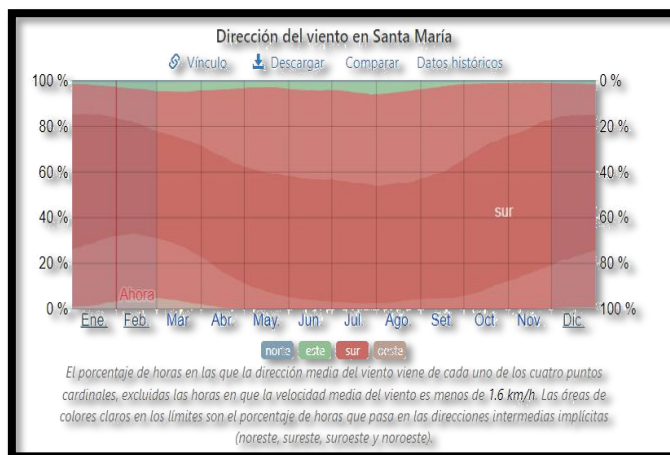 Dirección del viento en Santa María
Vínculo Descargar Comparar Datos históricos
100 % 0 %
80 % 20 %
60 % 40 %
sur
40 % 60 %
20 % 80 %
Ahora
0 % 100 %
Ene. Feb. Mar. Abr. May. Jun. Jul. Ago. Set. Oct. Nov. Dic.
norte este sur oeste
El porcentaje de horas en las que la dirección media del viento viene de cada uno de los cuatro puntos
cardinales, excluidas las horas en que la velocidad media del viento es menos de 1.6 km/h. Las áreas de
colores claros en los límites son el porcentaje de horas que pasa en las direcciones intermedias implícitas
(noreste, sureste, suroeste y noroeste).